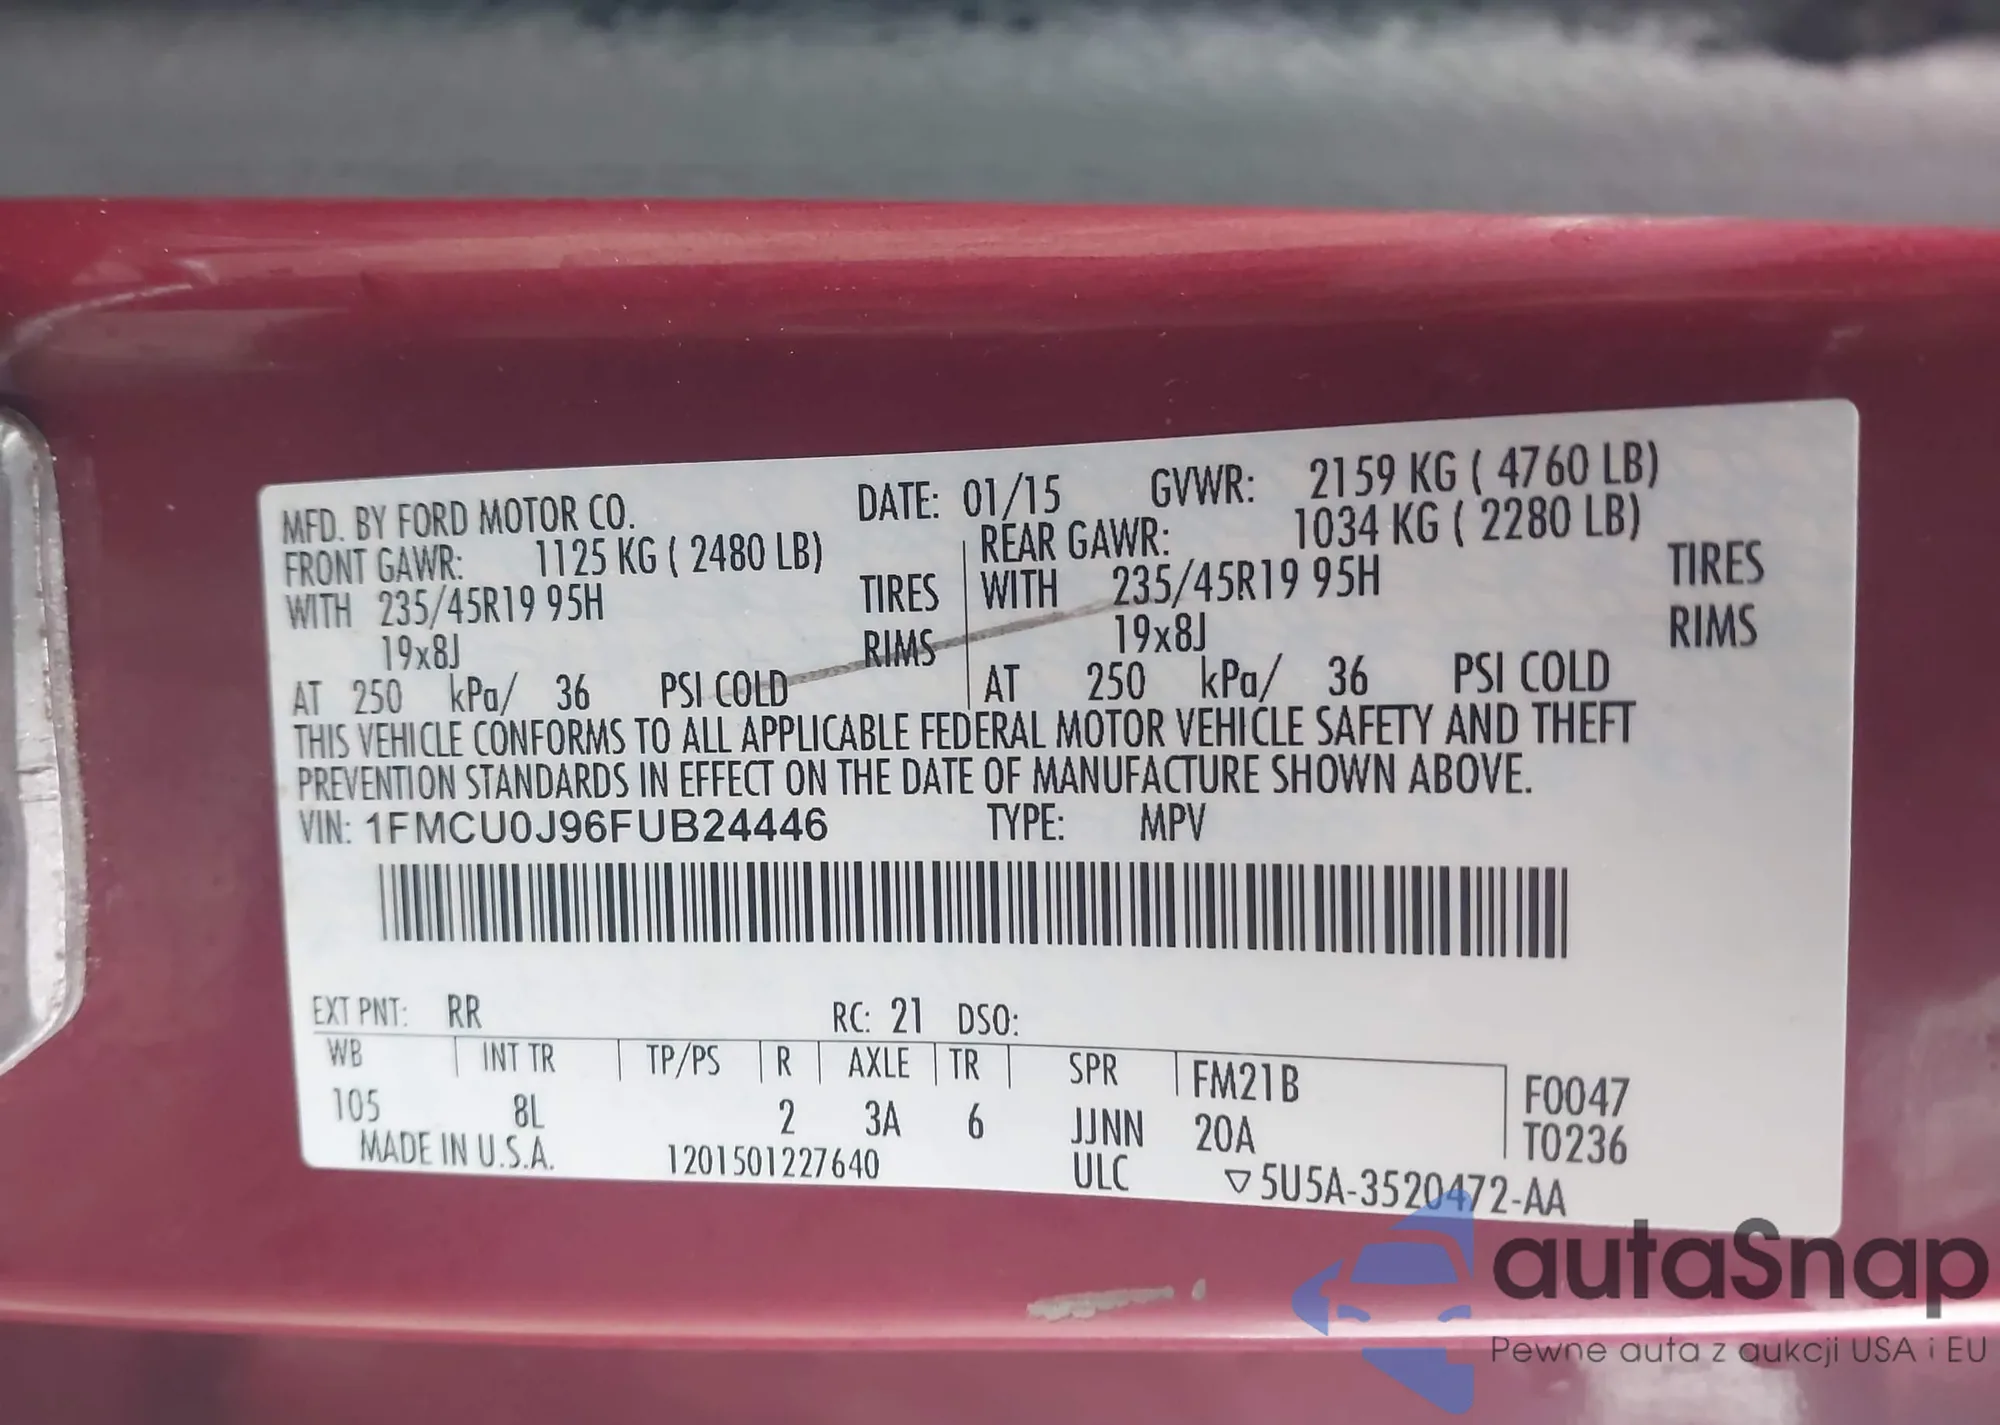 MFD. BY FORD MOTOR CO. DATE: 01/15 GVWR: 2159 KG ( 4760 LB)
FRONT GAWR: 1125 KG ( 2480 LB) REAR GAWR: 1034 KG ( 2280 LB)
WITH 235/45R19 95H TIRES WITH 235/45R19 95H TIRES
19x8J RIMS 19x8J RIMS
AT 250 kPa/ 36 PSI COLD AT 250 kPa/ 36 PSI COLD
THIS VEHICLE CONFORMS TO ALL APPLICABLE FEDERAL MOTOR VEHICLE SAFETY AND THEFT
PREVENTION STANDARDS IN EFFECT ON THE DATE OF MANUFACTURE SHOWN ABOVE.
VIN: 1FMCU0J96FUB24446 TYPE: MPV
EXT PNT: RR RC: 21 DSO:
WB INT TR TP/PS R AXLE TR SPR FM21B F0047
105 8L 2 3A 6 JJNN 20A T0236
MADE IN U.S.A. 1201501227640 ULC ▽5U5A-3520472-AA
autaSnap
Pewne auta z aukcji USA i EU